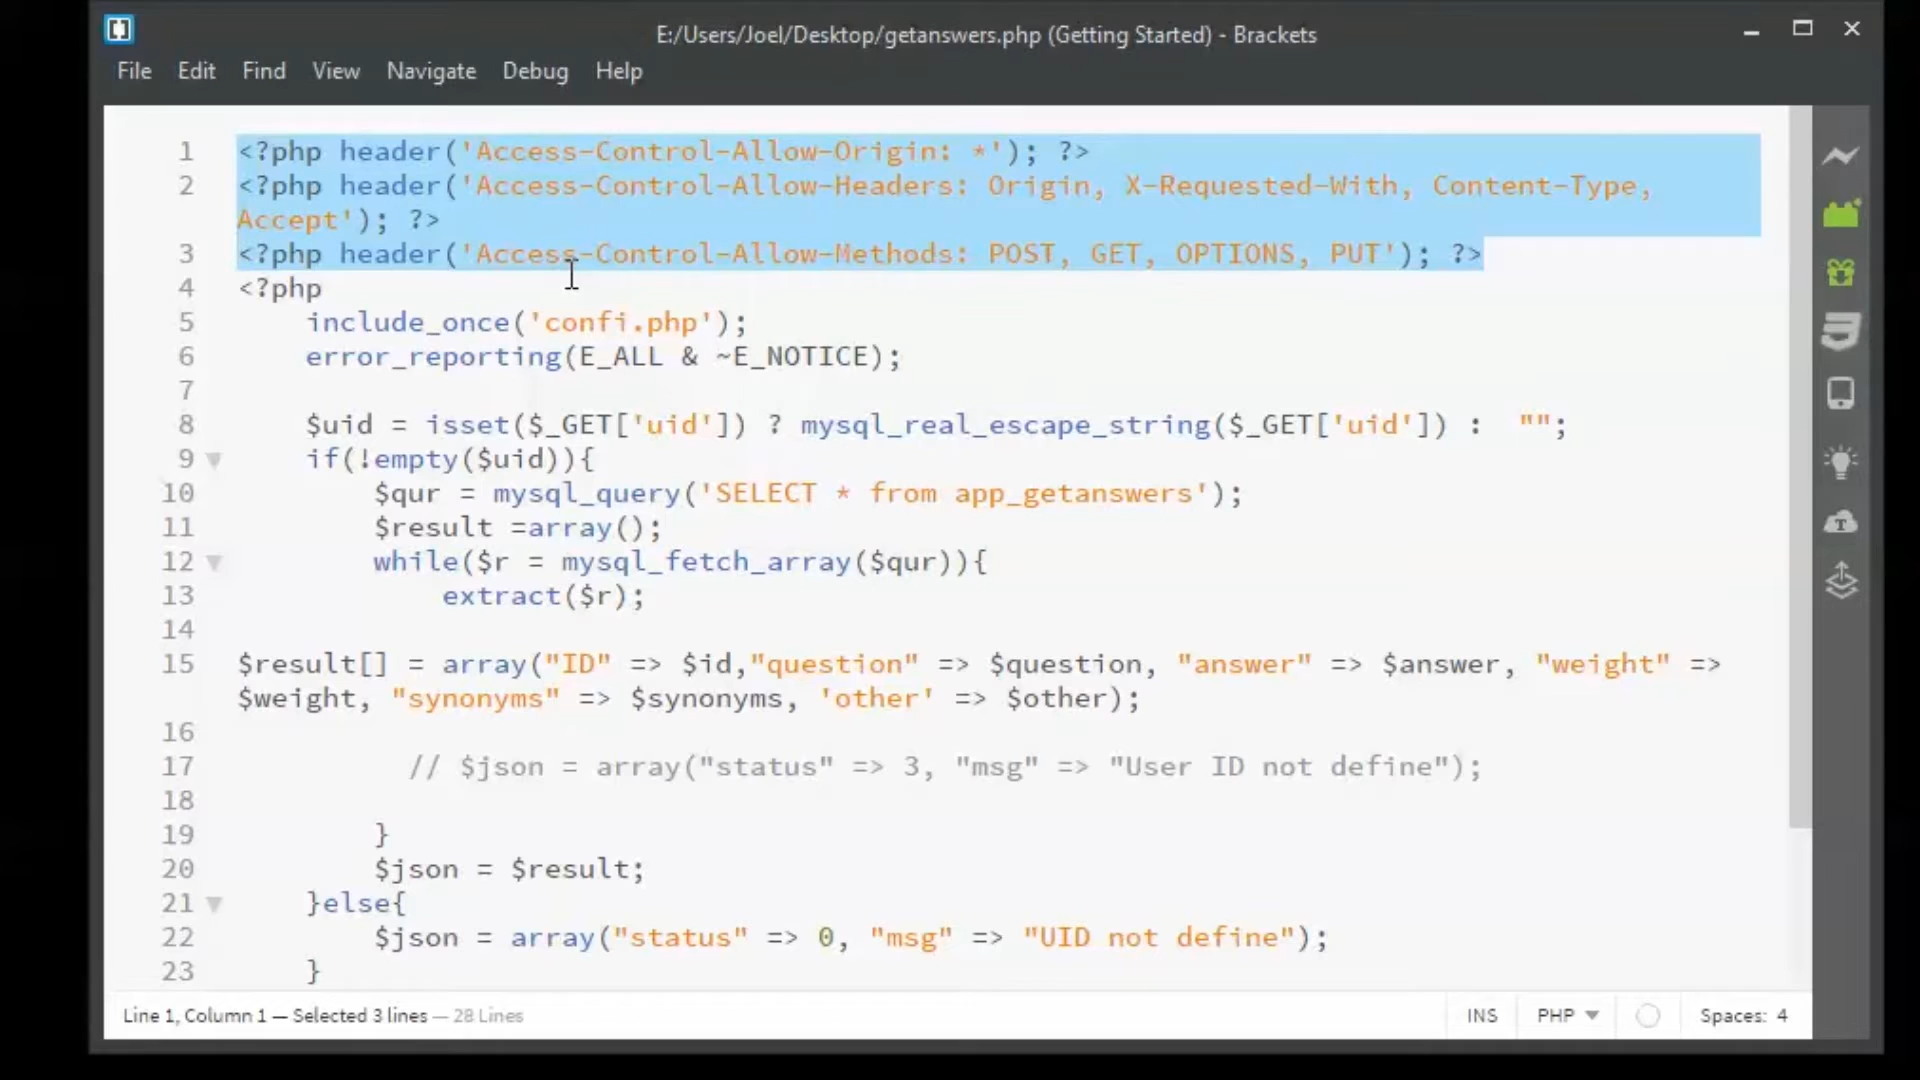 E:/Users/Joel/Desktop/getanswers.php (Getting Started) - Brackets
File Edit Find View Navigate Debug Help
1 <?php header('Access-Control-Allow-Origin: *'); ?>
2 <?php header('Access-Control-Allow-Headers: Origin, X-Requested-With, Content-Type,
Accept'); ?>
3 <?php header('Access-Control-Allow-Methods: POST, GET, OPTIONS, PUT'); ?>
4 <?php
5 include_once('confi.php');
6 error_reporting(E_ALL & ~E_NOTICE);
7
8 $uid = isset($_GET['uid']) ? mysql_real_escape_string($_GET['uid']) :  "";
9 if(!empty($uid)){
10 $qur = mysql_query('SELECT * from app_getanswers');
11 $result =array();
12 while($r = mysql_fetch_array($qur)){
13 extract($r);
14
15 $result[] = array("ID" => $id,"question" => $question, "answer" => $answer, "weight" =>
$weight, "synonyms" => $synonyms, 'other' => $other);
16
17 // $json = array("status" => 3, "msg" => "User ID not define");
18
19 }
20 $json = $result;
21 }else{
22 $json = array("status" => 0, "msg" => "UID not define");
23 }
Line 1, Column 1 — Selected 3 lines — 28 Lines
INS PHP Spaces: 4